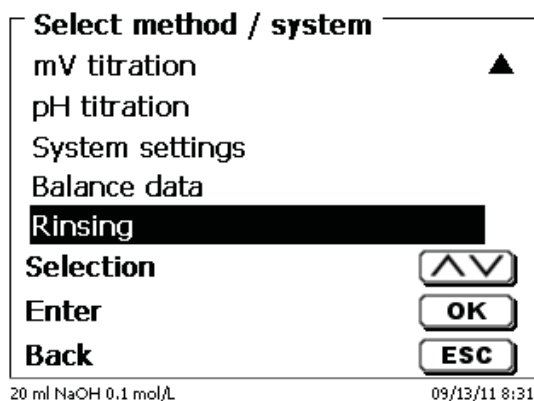 Select method / system
mV titration
pH titration
System settings
Balance data
Rinsing
Selection
Enter OK
Back ESC
20 ml NaOH 0.1 mol/L 09/13/11 8:31